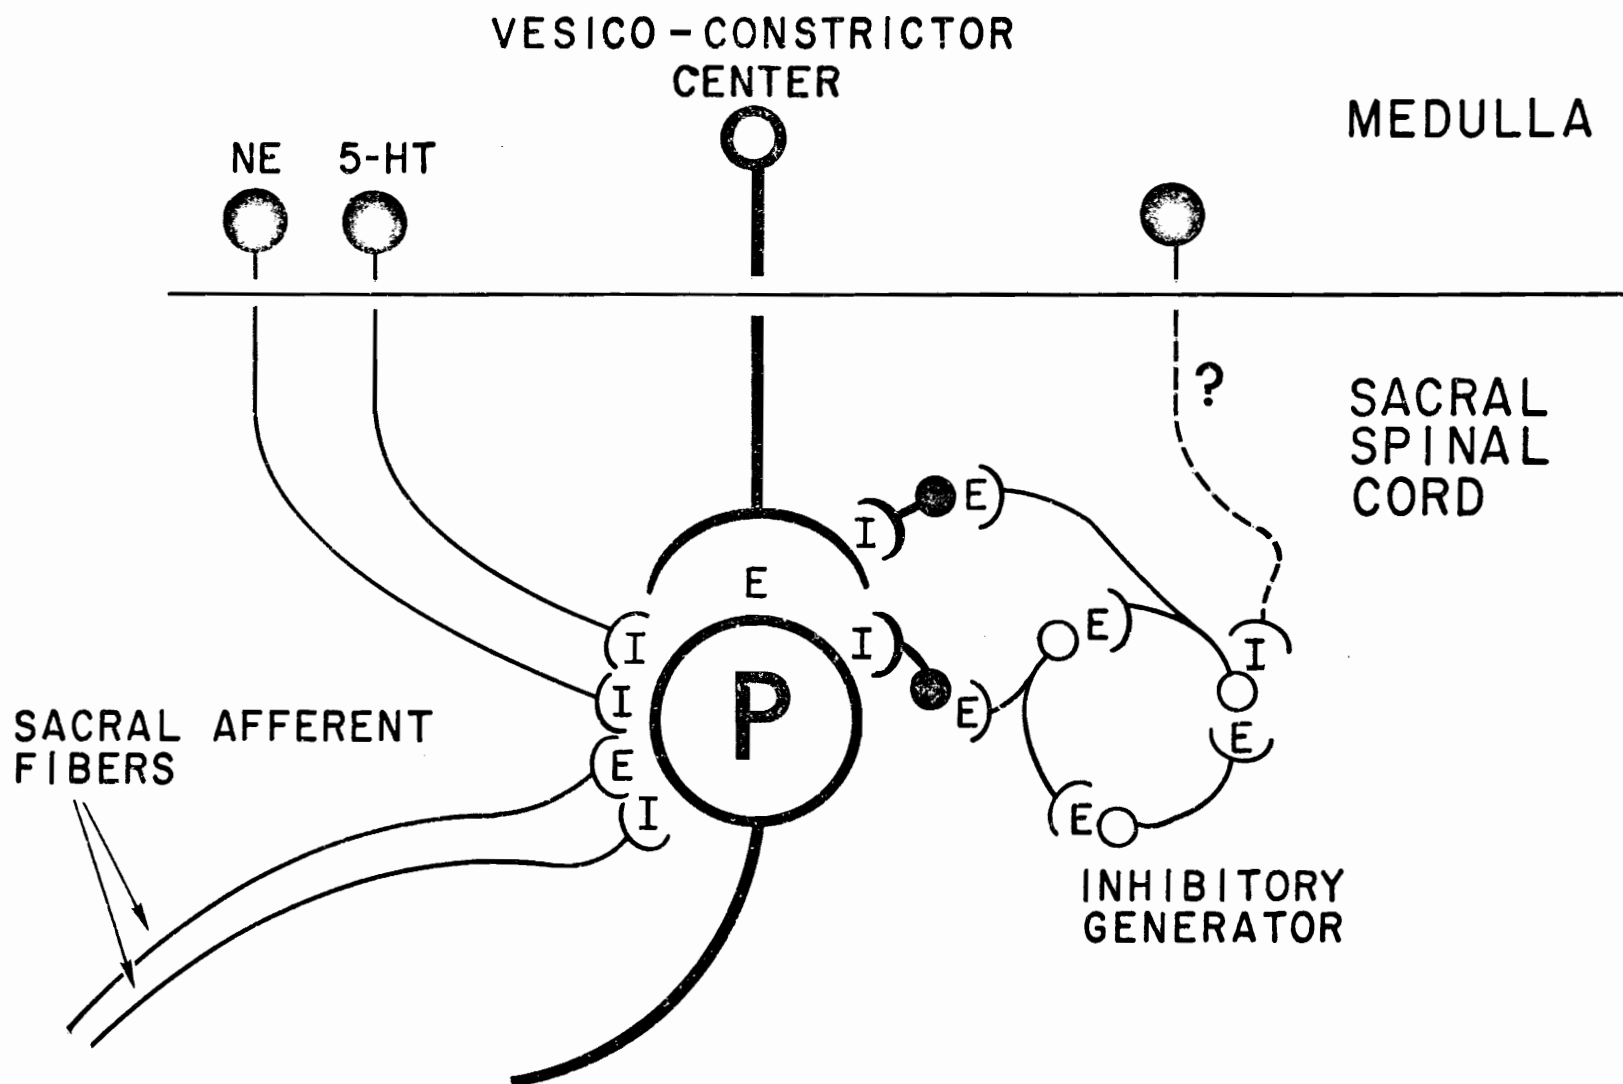 VESICO-CONSTRICTOR
CENTER
MEDULLA
NE
5-HT
?
SACRAL
SPINAL
CORD
E)
I)
E
E)
I
I)
I
I
E)
E
P
SACRAL AFFERENT
FIBERS
E
I
E
INHIBITORY
GENERATOR